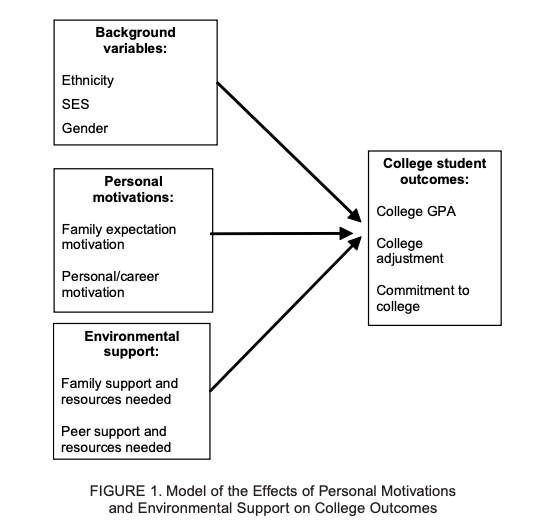 Background
variables:
Ethnicity
SES
Gender
Personal
motivations:
Family expectation
motivation
Personal/career
motivation
Environmental
support:
Family support and
resources needed
Peer support and
resources needed
College student
outcomes:
College GPA
College
adjustment
Commitment to
college
FIGURE 1. Model of the Effects of Personal Motivations
and Environmental Support on College Outcomes